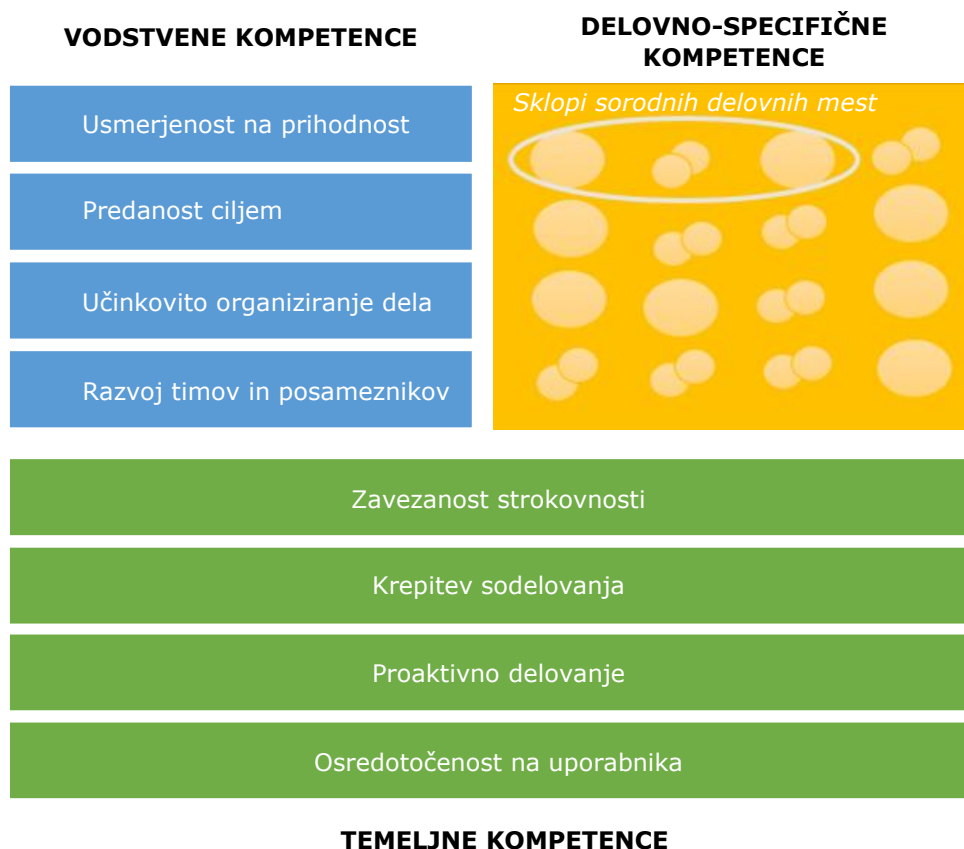 VODSTVENE KOMPETENCE
Usmerjenost na prihodnost
Predanost ciljem
Učinkovito organiziranje dela
Razvoj timov in posameznikov
DELOVNO-SPECIFIČNE
KOMPETENCE
Sklopi sorodnih delovnih mest
Zavezanost strokovnosti
Krepitev sodelovanja
Proaktivno delovanje
Osredotočenost na uporabnika
TEMELJNE KOMPETENCE